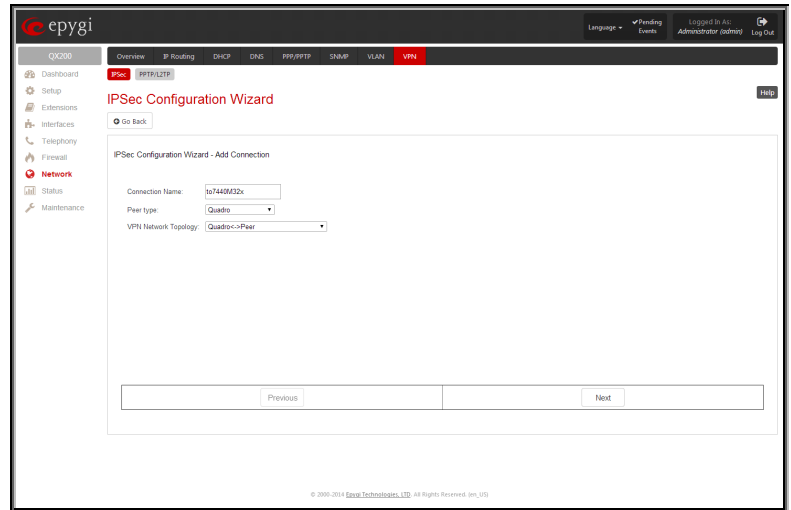 epygi
Language
Pending Events
Logged In As:
Administrator (admin)
Log Out
QX200
Overview IP Routing DHCP DNS PPP/PPTP SNMP VLAN VPN
Dashboard
Setup
Extensions
Interfaces
Telephony
Firewall
Network
Status
Maintenance
IPSec PPTP/L2TP
IPSec Configuration Wizard
Help
Go Back
IPSec Configuration Wizard - Add Connection
Connection Name: to7440M32x
Peer type: Quadro
VPN Network Topology: Quadro<->Peer
Previous
Next
© 2000-2014 Epygi Technologies, LTD. All Rights Reserved. (en_US)